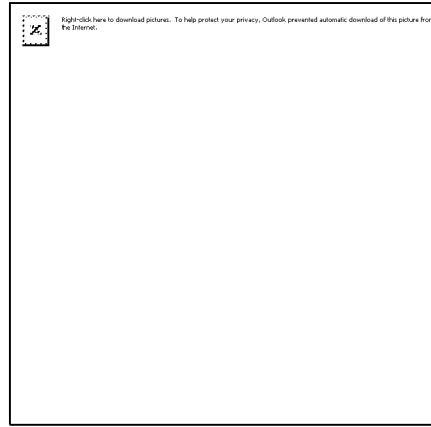 Right-click here to download pictures. To help protect your privacy, Outlook prevented automatic download of this picture from
the Internet.